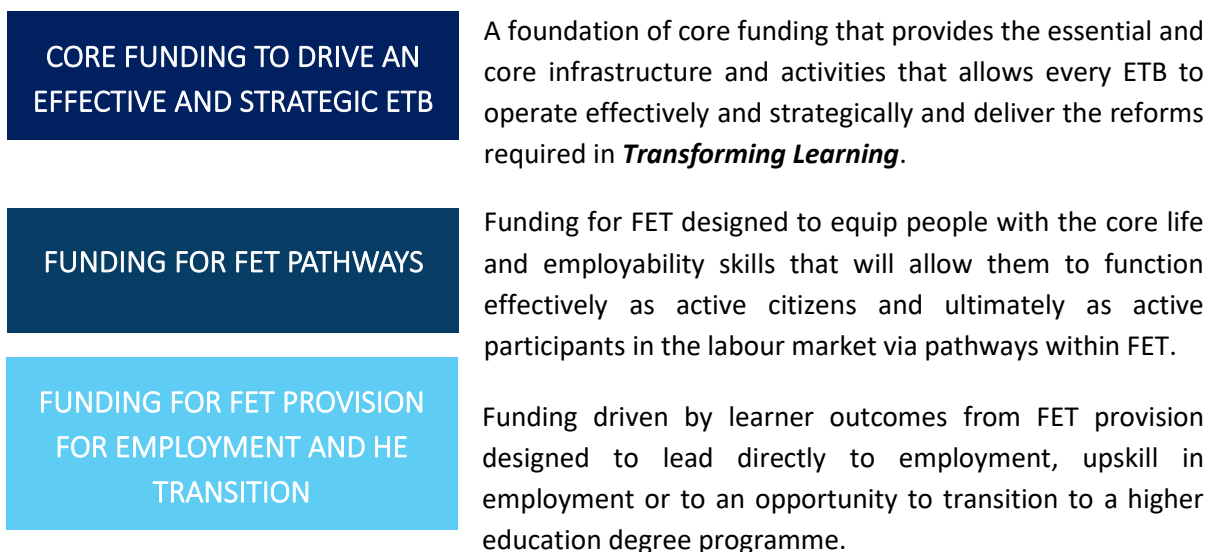 CORE FUNDING TO DRIVE AN
EFFECTIVE AND STRATEGIC ETB
A foundation of core funding that provides the essential and
core infrastructure and activities that allows every ETB to
operate effectively and strategically and deliver the reforms
required in Transforming Learning.
FUNDING FOR FET PATHWAYS
Funding for FET designed to equip people with the core life
and employability skills that will allow them to function
effectively as active citizens and ultimately as active
participants in the labour market via pathways within FET.
FUNDING FOR FET PROVISION
FOR EMPLOYMENT AND HE
TRANSITION
Funding driven by learner outcomes from FET provision
designed to lead directly to employment, upskill in
employment or to an opportunity to transition to a higher
education degree programme.